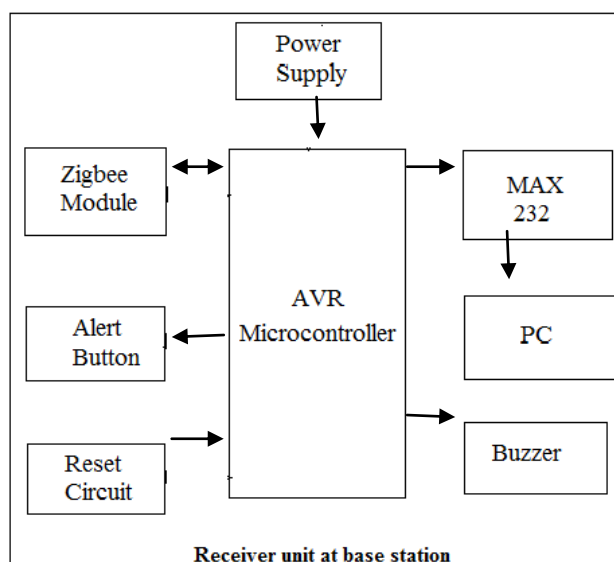 Power
Supply
Zigbee
Module
MAX
232
AVR
Microcontroller
Alert
Button
PC
Reset
Circuit
Buzzer
Receiver unit at base station